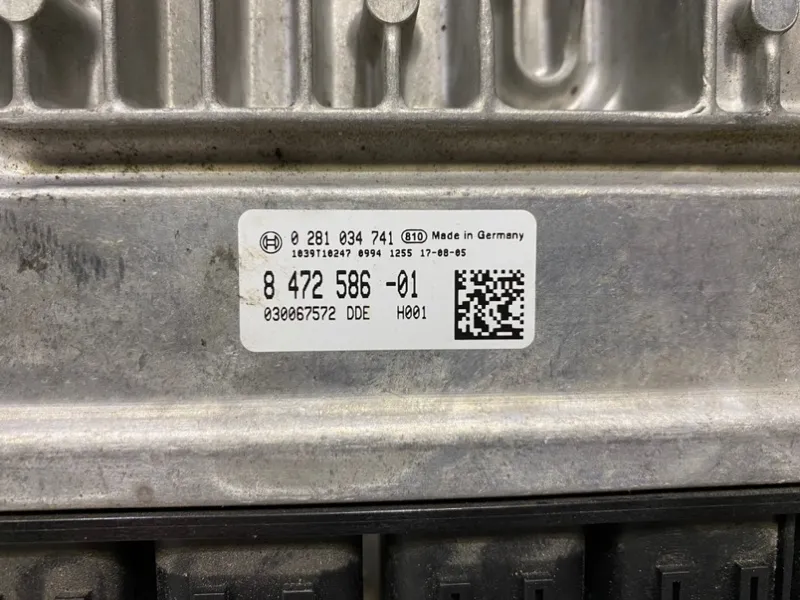 0 281 034 741 810 Made in Germany
1039T10247 0994 1255 17-08-05
8 472 586 -01
030067572 DDE H001